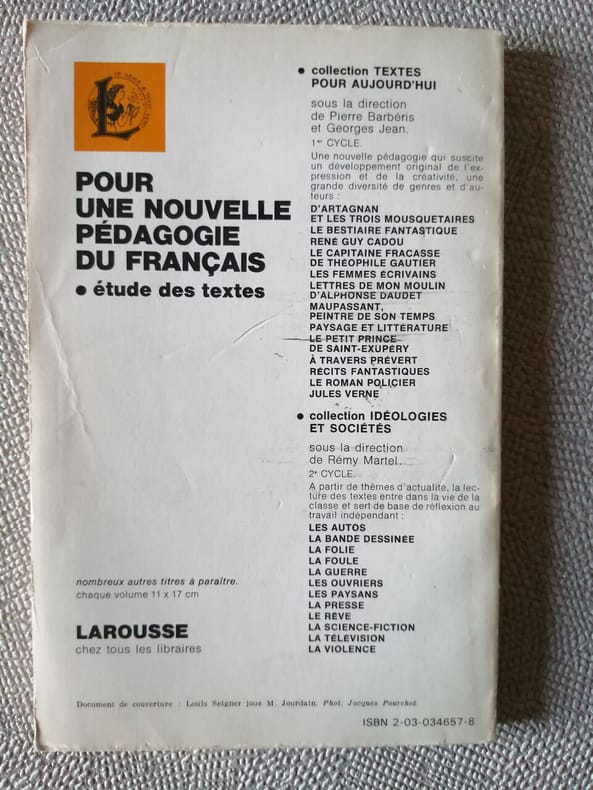 JE SÈME À TOUT VENT
POUR
UNE NOUVELLE
PÉDAGOGIE
DU FRANÇAIS
• étude des textes
nombreux autres titres à paraître.
chaque volume 11 x 17 cm
LAROUSSE
chez tous les libraires
• collection TEXTES
POUR AUJOURD'HUI
sous la direction
de Pierre Barbéris
et Georges Jean.
1er CYCLE.
Une nouvelle pédagogie qui suscite
un développement original de l'ex-
pression et de la créativité, une
grande diversité de genres et d'au-
teurs :
D'ARTAGNAN
ET LES TROIS MOUSQUETAIRES
LE BESTIAIRE FANTASTIQUE
RENÉ GUY CADOU
LE CAPITAINE FRACASSE
DE THÉOPHILE GAUTIER
LES FEMMES ÉCRIVAINS
LETTRES DE MON MOULIN
D'ALPHONSE DAUDET
MAUPASSANT,
PEINTRE DE SON TEMPS
PAYSAGE ET LITTÉRATURE
LE PETIT PRINCE
DE SAINT-EXUPÉRY
À TRAVERS PRÉVERT
RÉCITS FANTASTIQUES
LE ROMAN POLICIER
JULES VERNE
• collection IDÉOLOGIES
ET SOCIÉTÉS
sous la direction
de Rémy Martel.
2e CYCLE.
A partir de thèmes d'actualité, la lec-
ture des textes entre dans la vie de la
classe et sert de base de réflexion au
travail indépendant :
LES AUTOS
LA BANDE DESSINÉE
LA FOLIE
LA FOULE
LA GUERRE
LES OUVRIERS
LES PAYSANS
LA PRESSE
LE RÊVE
LA SCIENCE-FICTION
LA TÉLÉVISION
LA VIOLENCE
Document de couverture : Louis Seigner joue M. Jourdain. Phot. Jacques Pourchot.
ISBN 2-03-034657-8